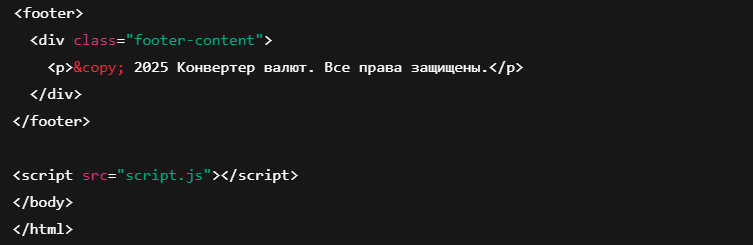 <footer>
<div class="footer-content">
<p>&copy; 2025 Конвертер валют. Все права защищены.</p>
</div>
</footer>
<script src="script.js"></script>
</body>
</html>